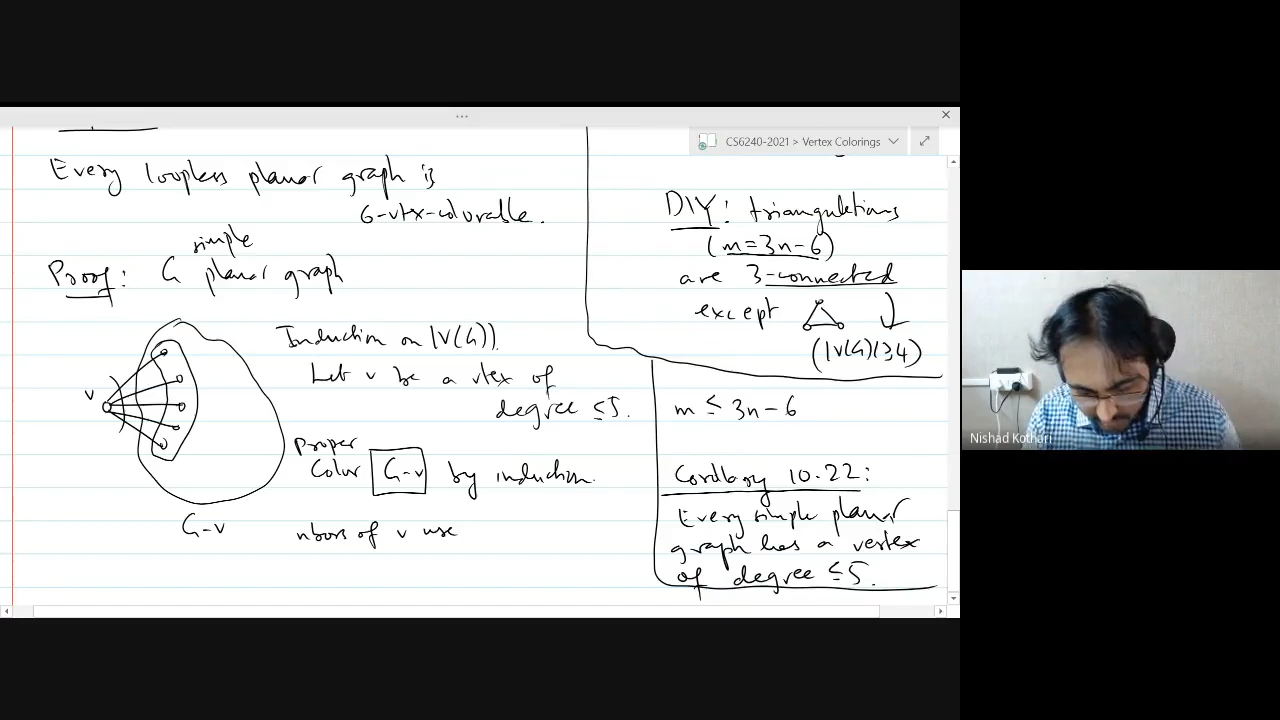 CS6240-2021 > Vertex Colorings
Every loopless planar graph is
6-vtx-colourable.
simple
Proof: G planar graph
Induction on |V(G)|.
Let v be a vtex of
degree ≤5.
v
Proper
Color G-v by induction.
G-v
nbors of v use
DIY: triangulations
(m=3n-6)
are 3-connected
except
(|V(G)|≥4)
m ≤ 3n-6
Corollary 10.22:
Every simple planar
graph has a vertex
of degree ≤5.
Nishad Kothari